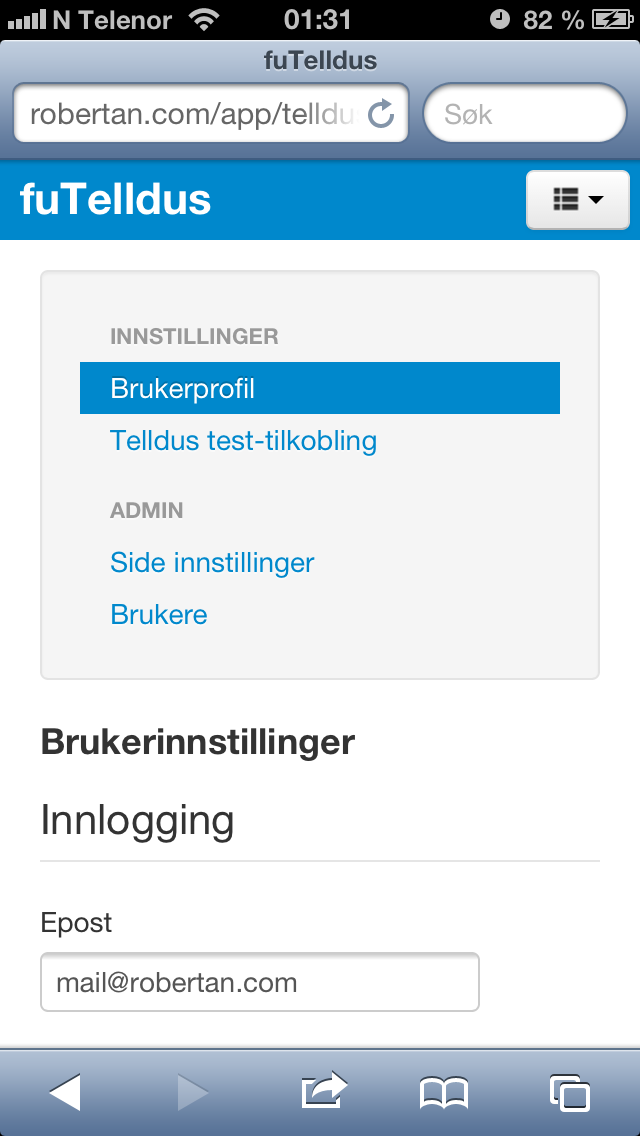 N Telenor 01:31 82 %
fuTelldus
robertan.com/app/telldu Søk
fuTelldus
INNSTILLINGER
Brukerprofil
Telldus test-tilkobling
ADMIN
Side innstillinger
Brukere
Brukerinnstillinger
Innlogging
Epost
mail@robertan.com